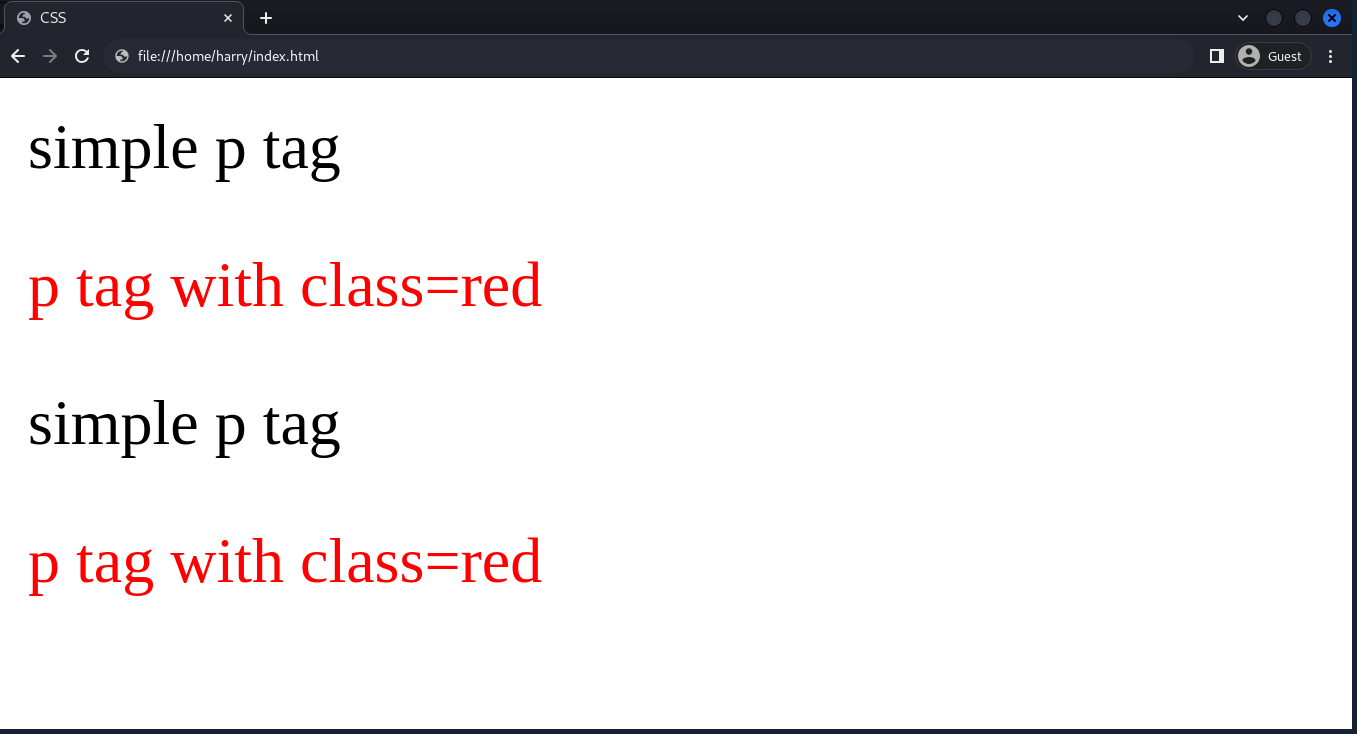 CSS
file:///home/harry/index.html
Guest
simple p tag
p tag with class=red
simple p tag
p tag with class=red